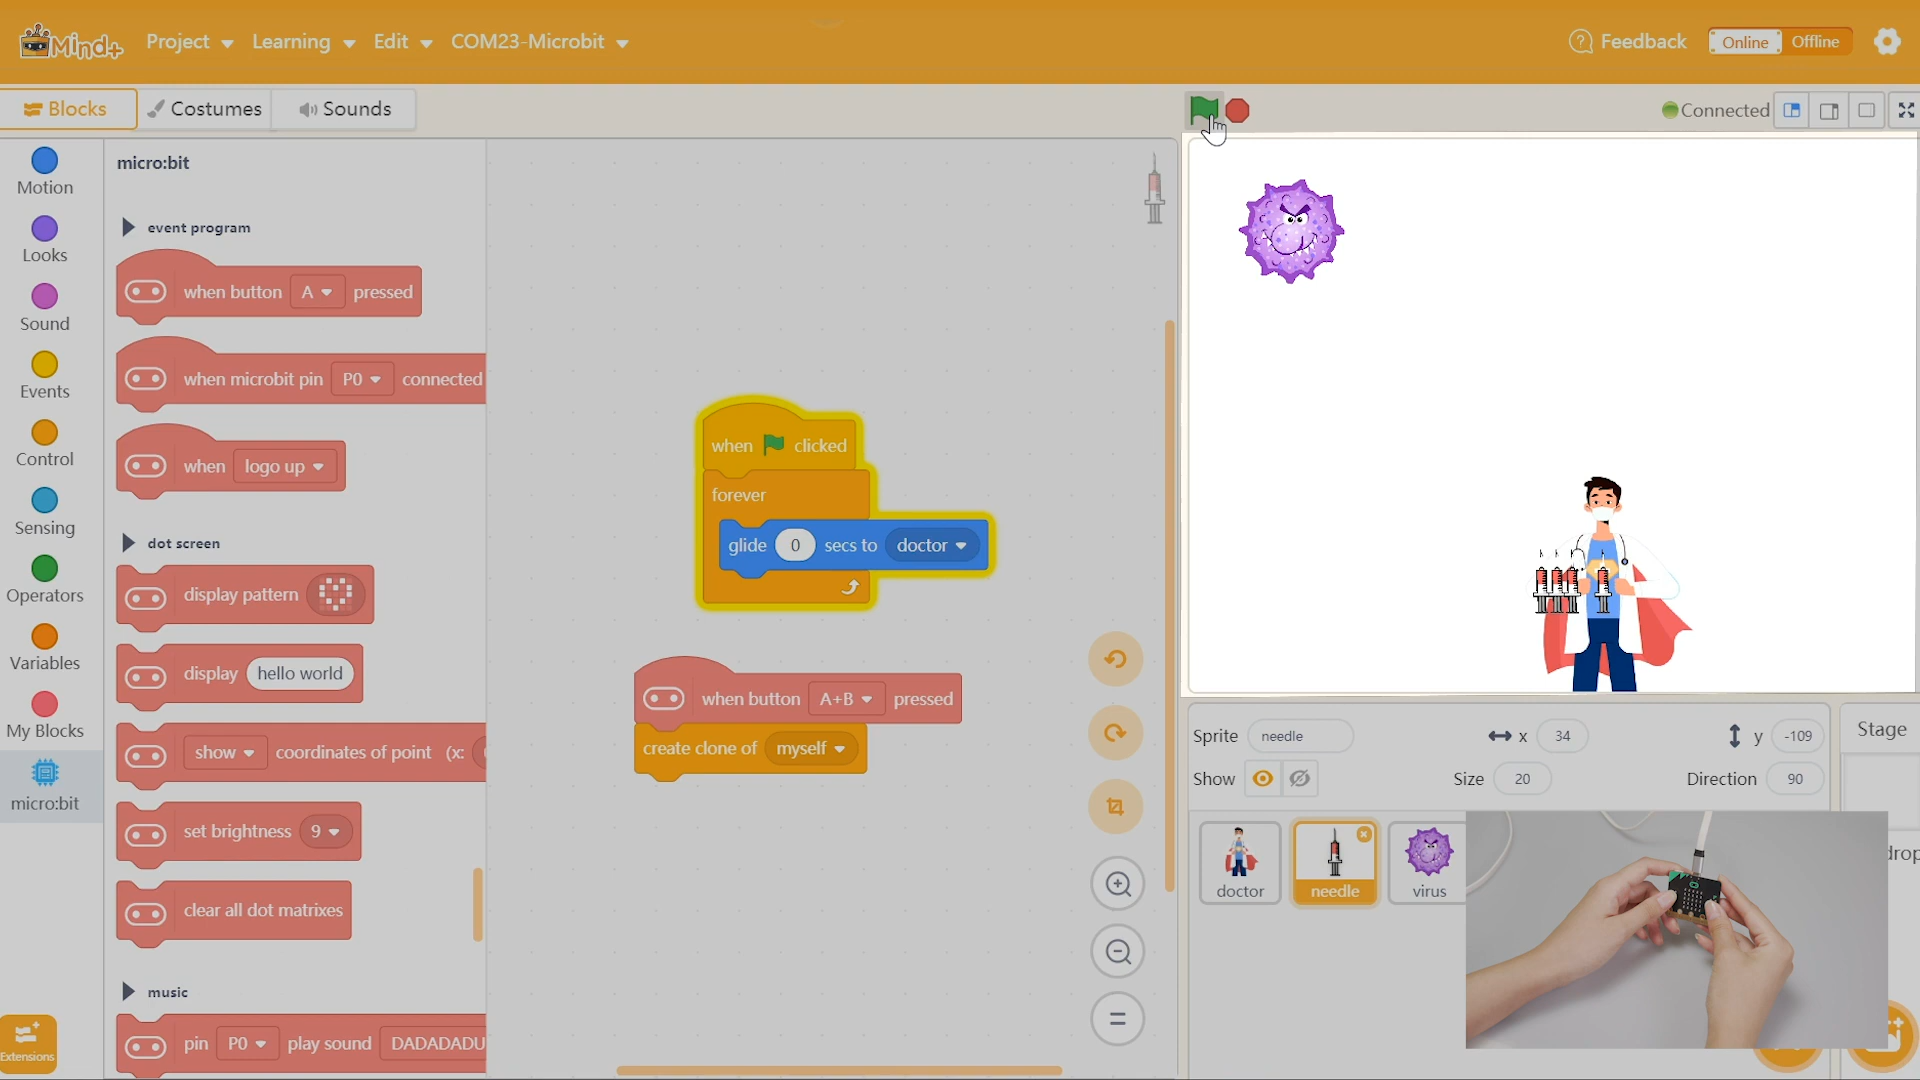 Mind+
Project
Learning
Edit
COM23-Microbit
Feedback
Online
Offline
Blocks
Costumes
Sounds
Connected
Motion
Looks
Sound
Events
Control
Sensing
Operators
Variables
My Blocks
micro:bit
Extensions
micro:bit
event program
when button A pressed
when microbit pin P0 connected
when logo up
dot screen
display pattern
display hello world
show coordinates of point (x:
set brightness 9
clear all dot matrixes
music
pin P0 play sound DADADADU
when clicked
forever
glide 0 secs to doctor
when button A+B pressed
create clone of myself
Sprite needle x 34 y -109
Show Size 20 Direction 90
doctor
needle
virus
Stage